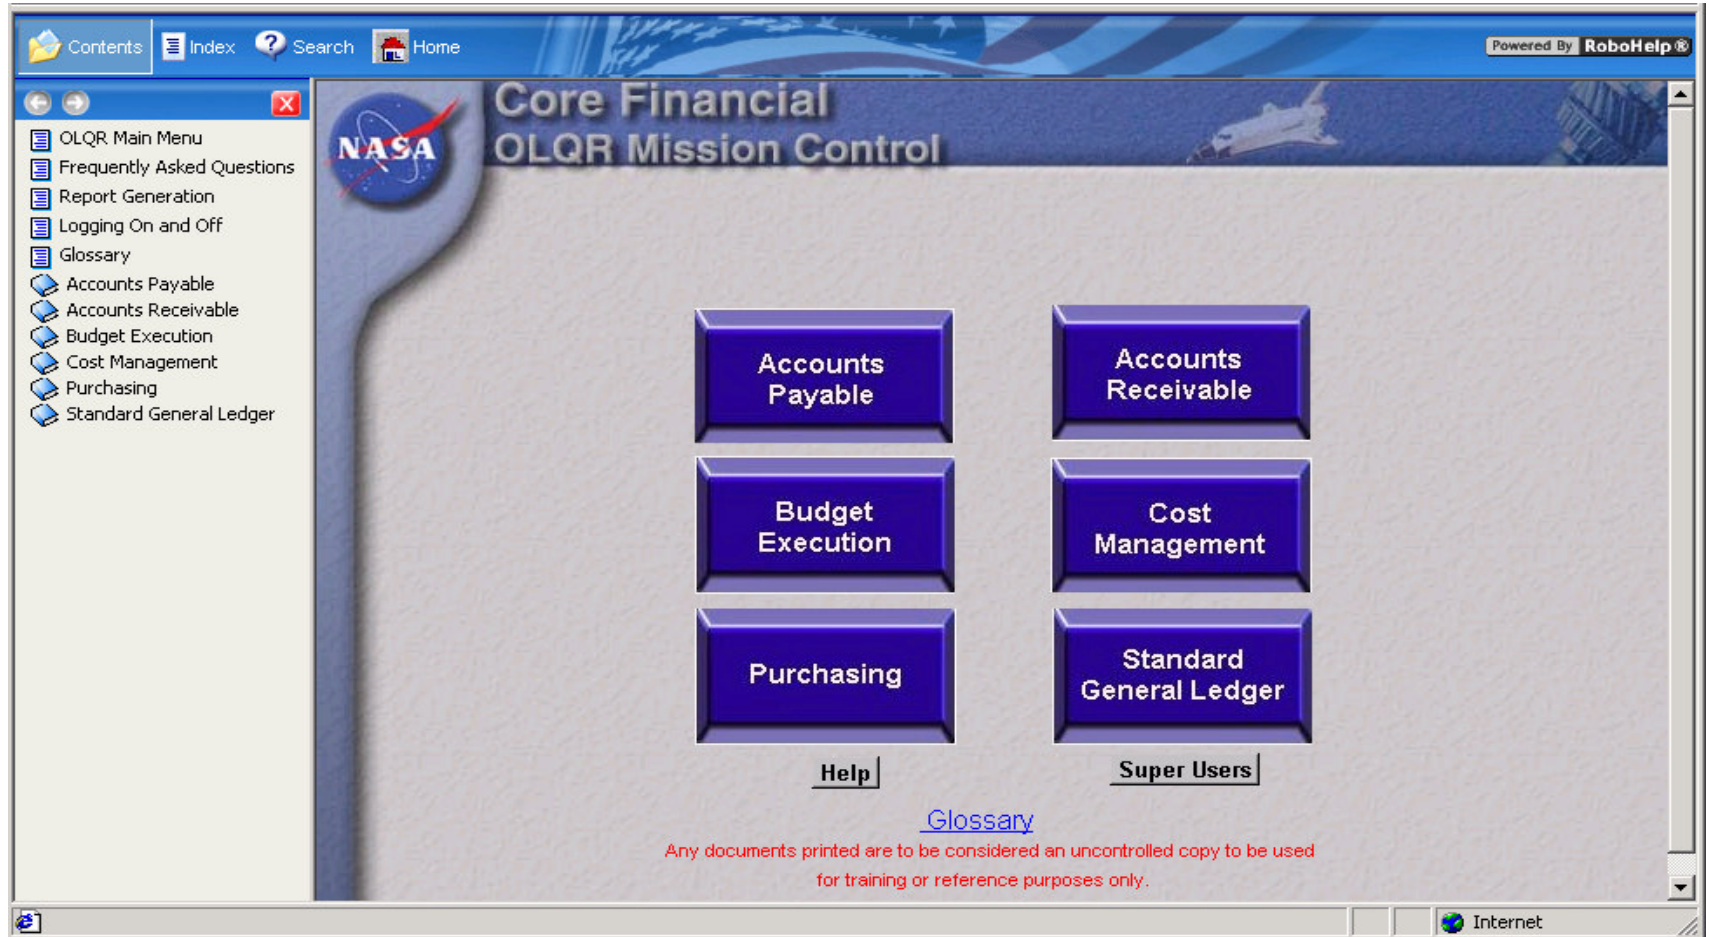 Contents Index Search Home
Powered By RoboHelp®
OLQR Main Menu
Frequently Asked Questions
Report Generation
Logging On and Off
Glossary
Accounts Payable
Accounts Receivable
Budget Execution
Cost Management
Purchasing
Standard General Ledger
NASA
Core Financial
OLQR Mission Control
Accounts
Payable
Accounts
Receivable
Budget
Execution
Cost
Management
Purchasing
Standard
General Ledger
Help
Super Users
Glossary
Any documents printed are to be considered an uncontrolled copy to be used
for training or reference purposes only.
Internet